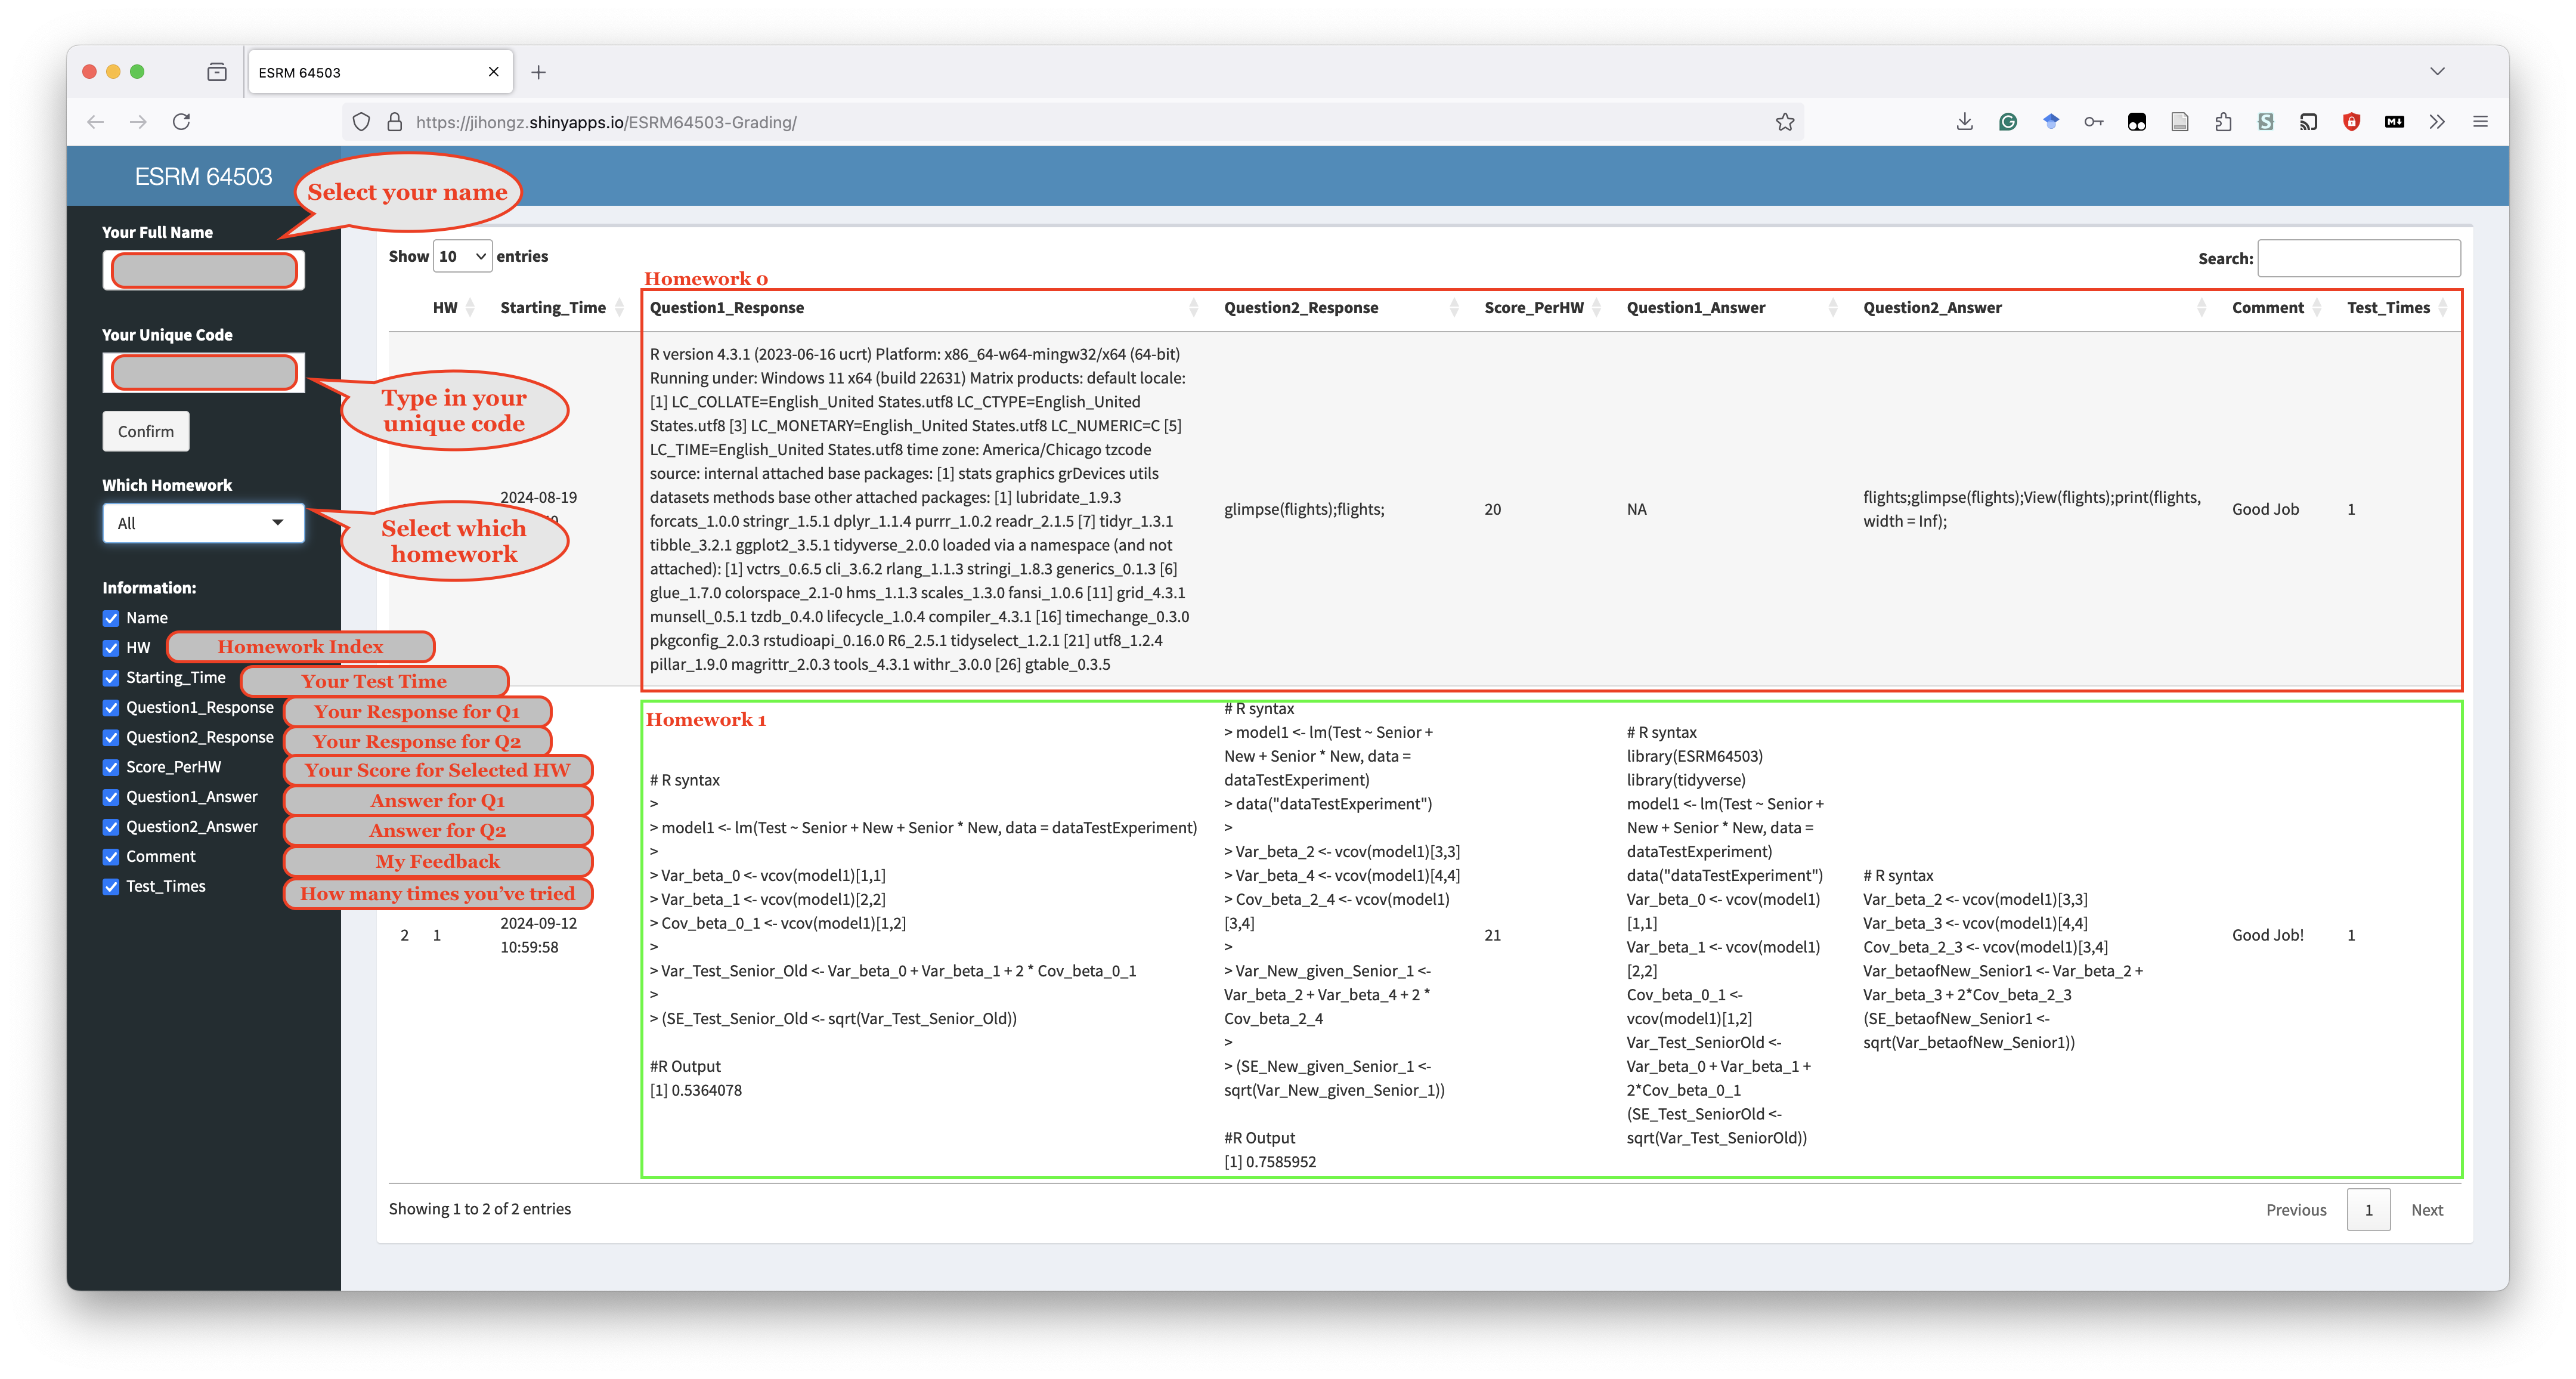 ESRM 64503
https://jihongz.shinyapps.io/ESRM64503-Grading/
ESRM 64503
Select your name
Your Full Name
Your Unique Code
Type in your
unique code
Confirm
Which Homework
All
Select which
homework
Information:
Name
HW
Homework Index
Starting_Time
Your Test Time
Question1_Response
Your Response for Q1
Question2_Response
Your Response for Q2
Score_PerHW
Your Score for Selected HW
Question1_Answer
Answer for Q1
Question2_Answer
Answer for Q2
Comment
My Feedback
Test_Times
How many times you've tried
Show 10 entries
Search:
Homework 0
HW
Starting_Time
Question1_Response
Question2_Response
Score_PerHW
Question1_Answer
Question2_Answer
Comment
Test_Times
2024-08-19
R version 4.3.1 (2023-06-16 ucrt) Platform: x86_64-w64-mingw32/x64 (64-bit)
Running under: Windows 11 x64 (build 22631) Matrix products: default locale:
[1] LC_COLLATE=English_United States.utf8 LC_CTYPE=English_United
States.utf8 [3] LC_MONETARY=English_United States.utf8 LC_NUMERIC=C [5]
LC_TIME=English_United States.utf8 time zone: America/Chicago tzcode
source: internal attached base packages: [1] stats graphics grDevices utils
datasets methods base other attached packages: [1] lubridate_1.9.3
forcats_1.0.0 stringr_1.5.1 dplyr_1.1.4 purrr_1.0.2 readr_2.1.5 [7] tidyr_1.3.1
tibble_3.2.1 ggplot2_3.5.1 tidyverse_2.0.0 loaded via a namespace (and not
attached): [1] vctrs_0.6.5 cli_3.6.2 rlang_1.1.3 stringi_1.8.3 generics_0.1.3 [6]
glue_1.7.0 colorspace_2.1-0 hms_1.1.3 scales_1.3.0 fansi_1.0.6 [11] grid_4.3.1
munsell_0.5.1 tzdb_0.4.0 lifecycle_1.0.4 compiler_4.3.1 [16] timechange_0.3.0
pkgconfig_2.0.3 rstudioapi_0.16.0 R6_2.5.1 tidyselect_1.2.1 [21] utf8_1.2.4
pillar_1.9.0 magrittr_2.0.3 tools_4.3.1 withr_3.0.0 [26] gtable_0.3.5
glimpse(flights);flights;
20
NA
flights;glimpse(flights);View(flights);print(flights,
width = Inf);
Good Job
1
Homework 1
2
1
2024-09-12
10:59:58
# R syntax
>
> model1 <- lm(Test ~ Senior + New + Senior * New, data = dataTestExperiment)
>
> Var_beta_0 <- vcov(model1)[1,1]
> Var_beta_1 <- vcov(model1)[2,2]
> Cov_beta_0_1 <- vcov(model1)[1,2]
>
> Var_Test_Senior_Old <- Var_beta_0 + Var_beta_1 + 2 * Cov_beta_0_1
>
> (SE_Test_Senior_Old <- sqrt(Var_Test_Senior_Old))
#R Output
[1] 0.5364078
# R syntax
> model1 <- lm(Test ~ Senior +
New + Senior * New, data =
dataTestExperiment)
> data("dataTestExperiment")
>
> Var_beta_2 <- vcov(model1)[3,3]
> Var_beta_4 <- vcov(model1)[4,4]
> Cov_beta_2_4 <- vcov(model1)
[3,4]
>
> Var_New_given_Senior_1 <-
Var_beta_2 + Var_beta_4 + 2 *
Cov_beta_2_4
>
> (SE_New_given_Senior_1 <-
sqrt(Var_New_given_Senior_1))
#R Output
[1] 0.7585952
21
# R syntax
library(ESRM64503)
library(tidyverse)
model1 <- lm(Test ~ Senior +
New + Senior * New, data =
dataTestExperiment)
data("dataTestExperiment")
Var_beta_0 <- vcov(model1)
[1,1]
Var_beta_1 <- vcov(model1)
[2,2]
Cov_beta_0_1 <-
vcov(model1)[1,2]
Var_Test_SeniorOld <-
Var_beta_0 + Var_beta_1 +
2*Cov_beta_0_1
(SE_Test_SeniorOld <-
sqrt(Var_Test_SeniorOld))
# R syntax
Var_beta_2 <- vcov(model1)[3,3]
Var_beta_3 <- vcov(model1)[4,4]
Cov_beta_2_3 <- vcov(model1)[3,4]
Var_betaofNew_Senior1 <- Var_beta_2 +
Var_beta_3 + 2*Cov_beta_2_3
(SE_betaofNew_Senior1 <-
sqrt(Var_betaofNew_Senior1))
Good Job!
1
Showing 1 to 2 of 2 entries
Previous
1
Next